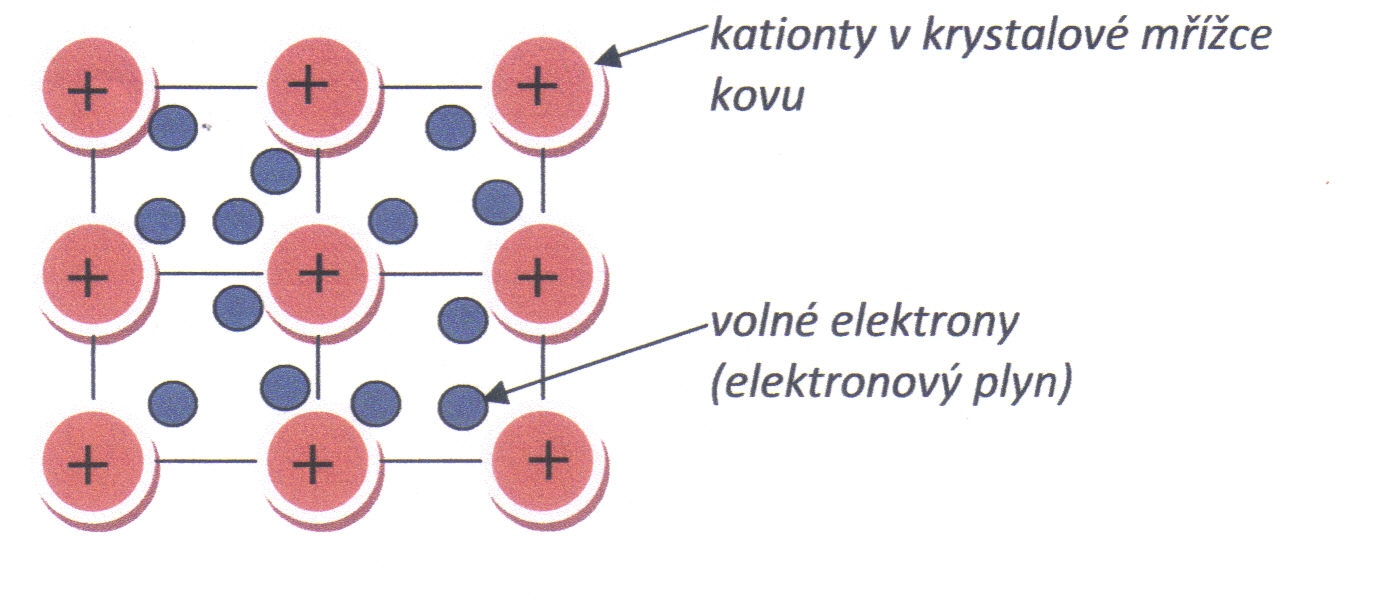 kationty v krystalové mřížce
kovu
+ + +
+ + +
volné elektrony
(elektronový plyn)
+ + +